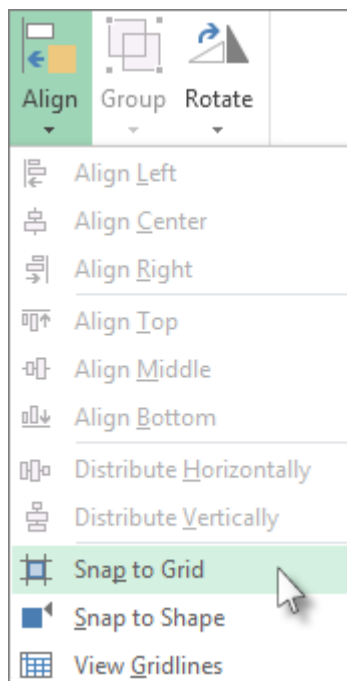 Align Group Rotate
Align Left
Align Center
Align Right
Align Top
Align Middle
Align Bottom
Distribute Horizontally
Distribute Vertically
Snap to Grid
Snap to Shape
View Gridlines